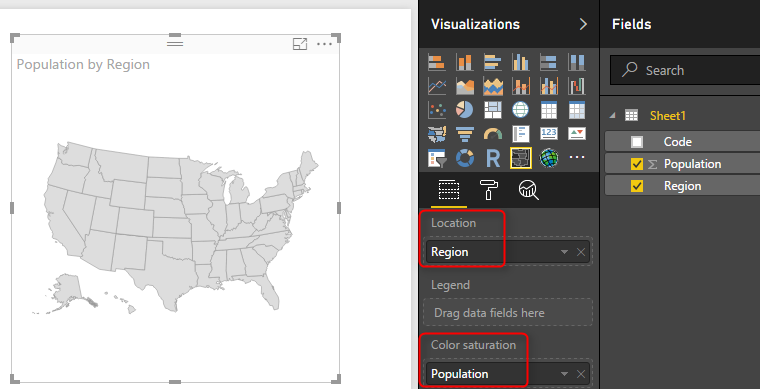 Population by Region
Visualizations
R
123
Location
Region
Legend
Drag data fields here
Color saturation
Population
Fields
Search
Sheet1
Code
Σ Population
Region